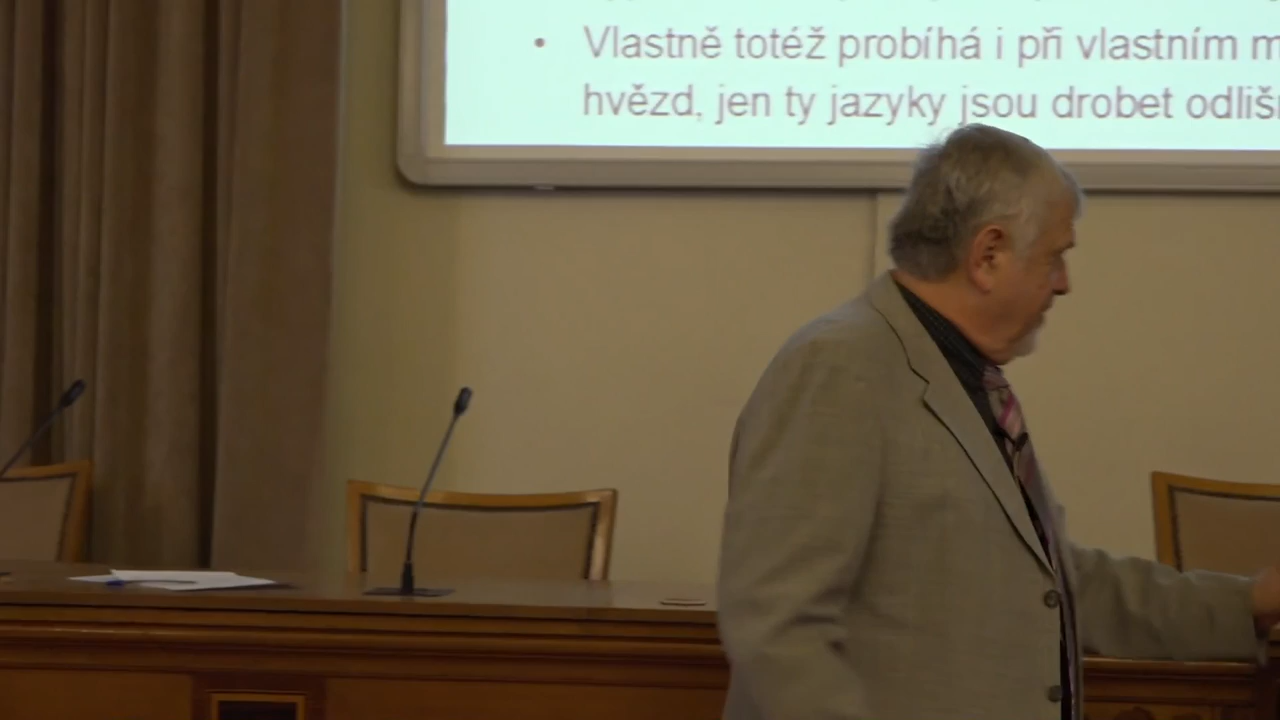 • Vlastně totéž probíhá i při vlastním
hvězd, jen ty jazyky jsou drobet